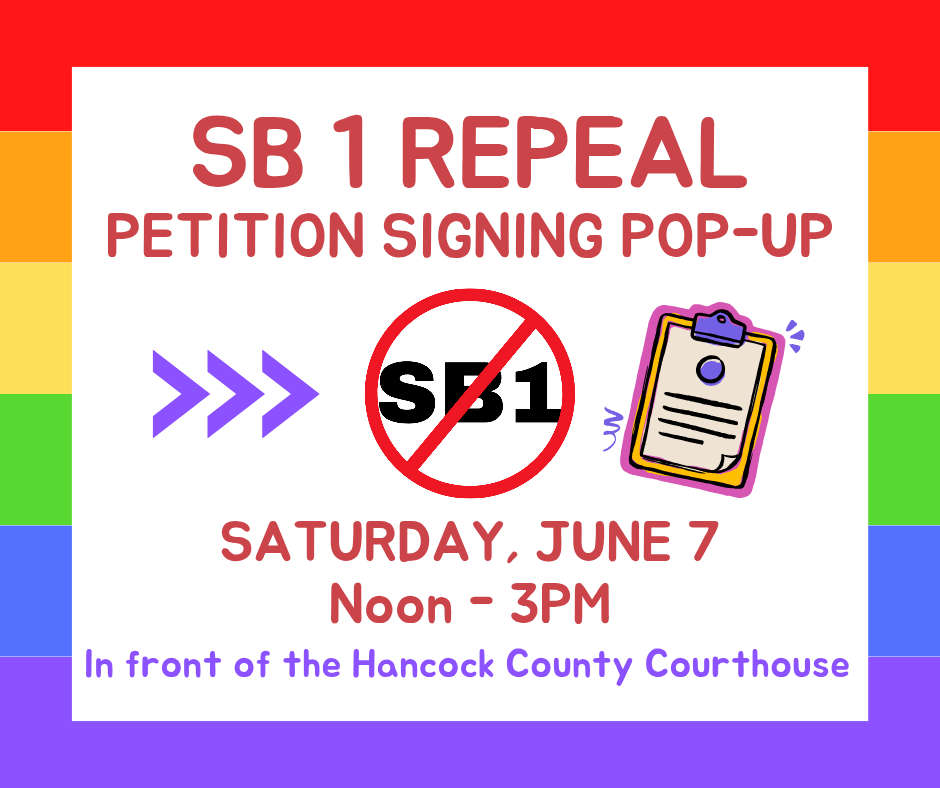 SB 1 REPEAL
PETITION SIGNING POP-UP
SB1
SATURDAY, JUNE 7
Noon - 3PM
In front of the Hancock County Courthouse